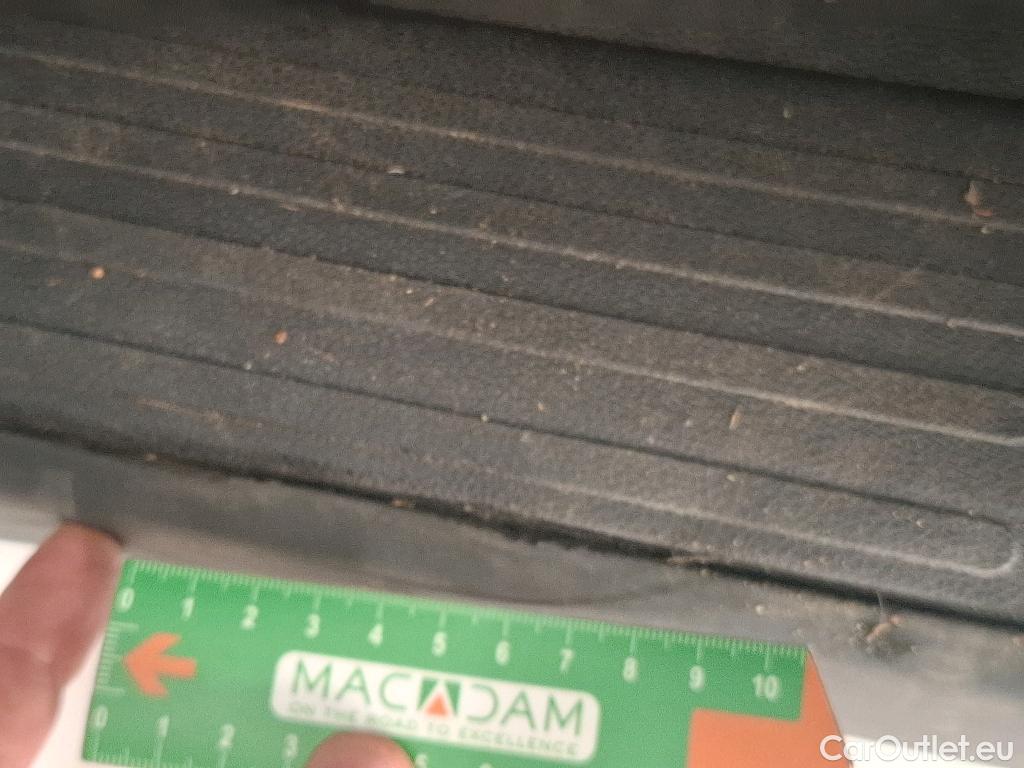 0 1 2 3 4 5 6 7 8 9 10
MACADAM
ON THE ROAD TO EXCELLENCE
0 1 2 3 5
CarOutlet.eu